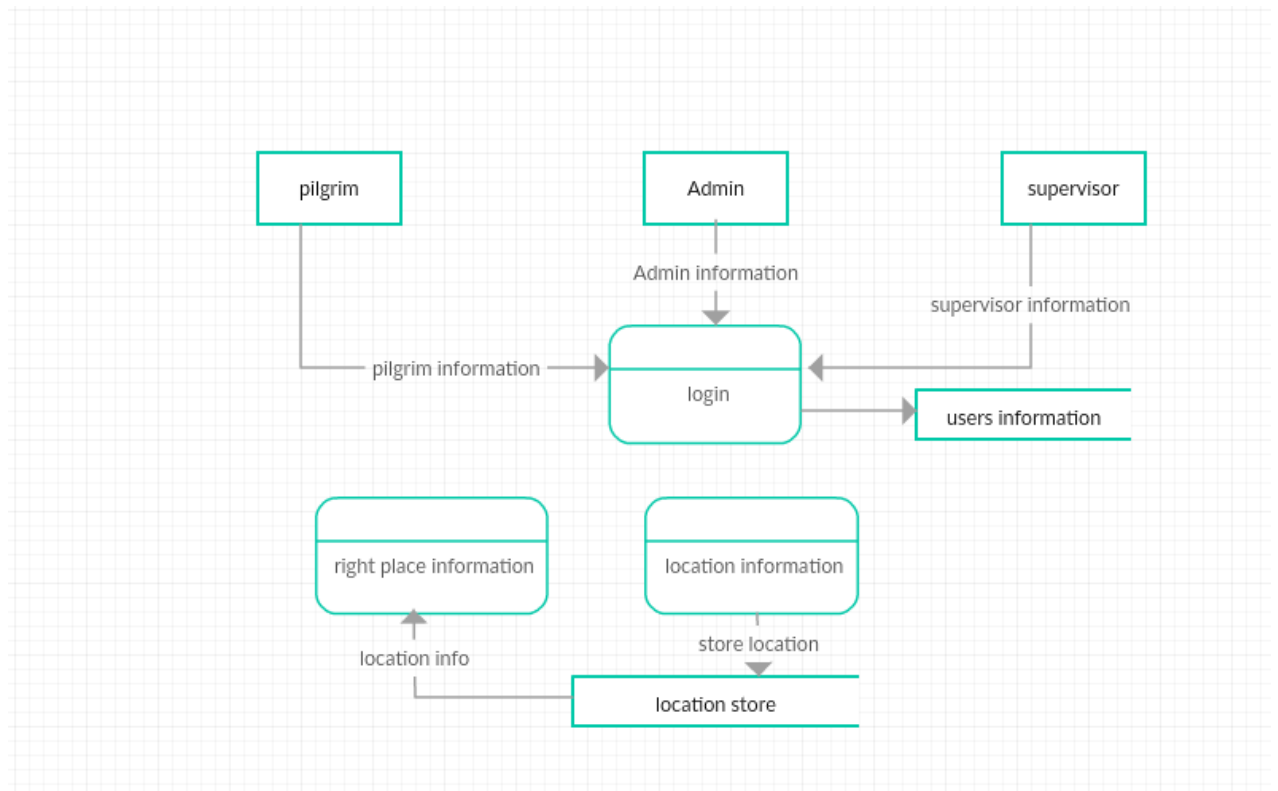 pilgrim
Admin
supervisor
Admin information
supervisor information
pilgrim information
login
users information
right place information
location information
store location
location info
location store